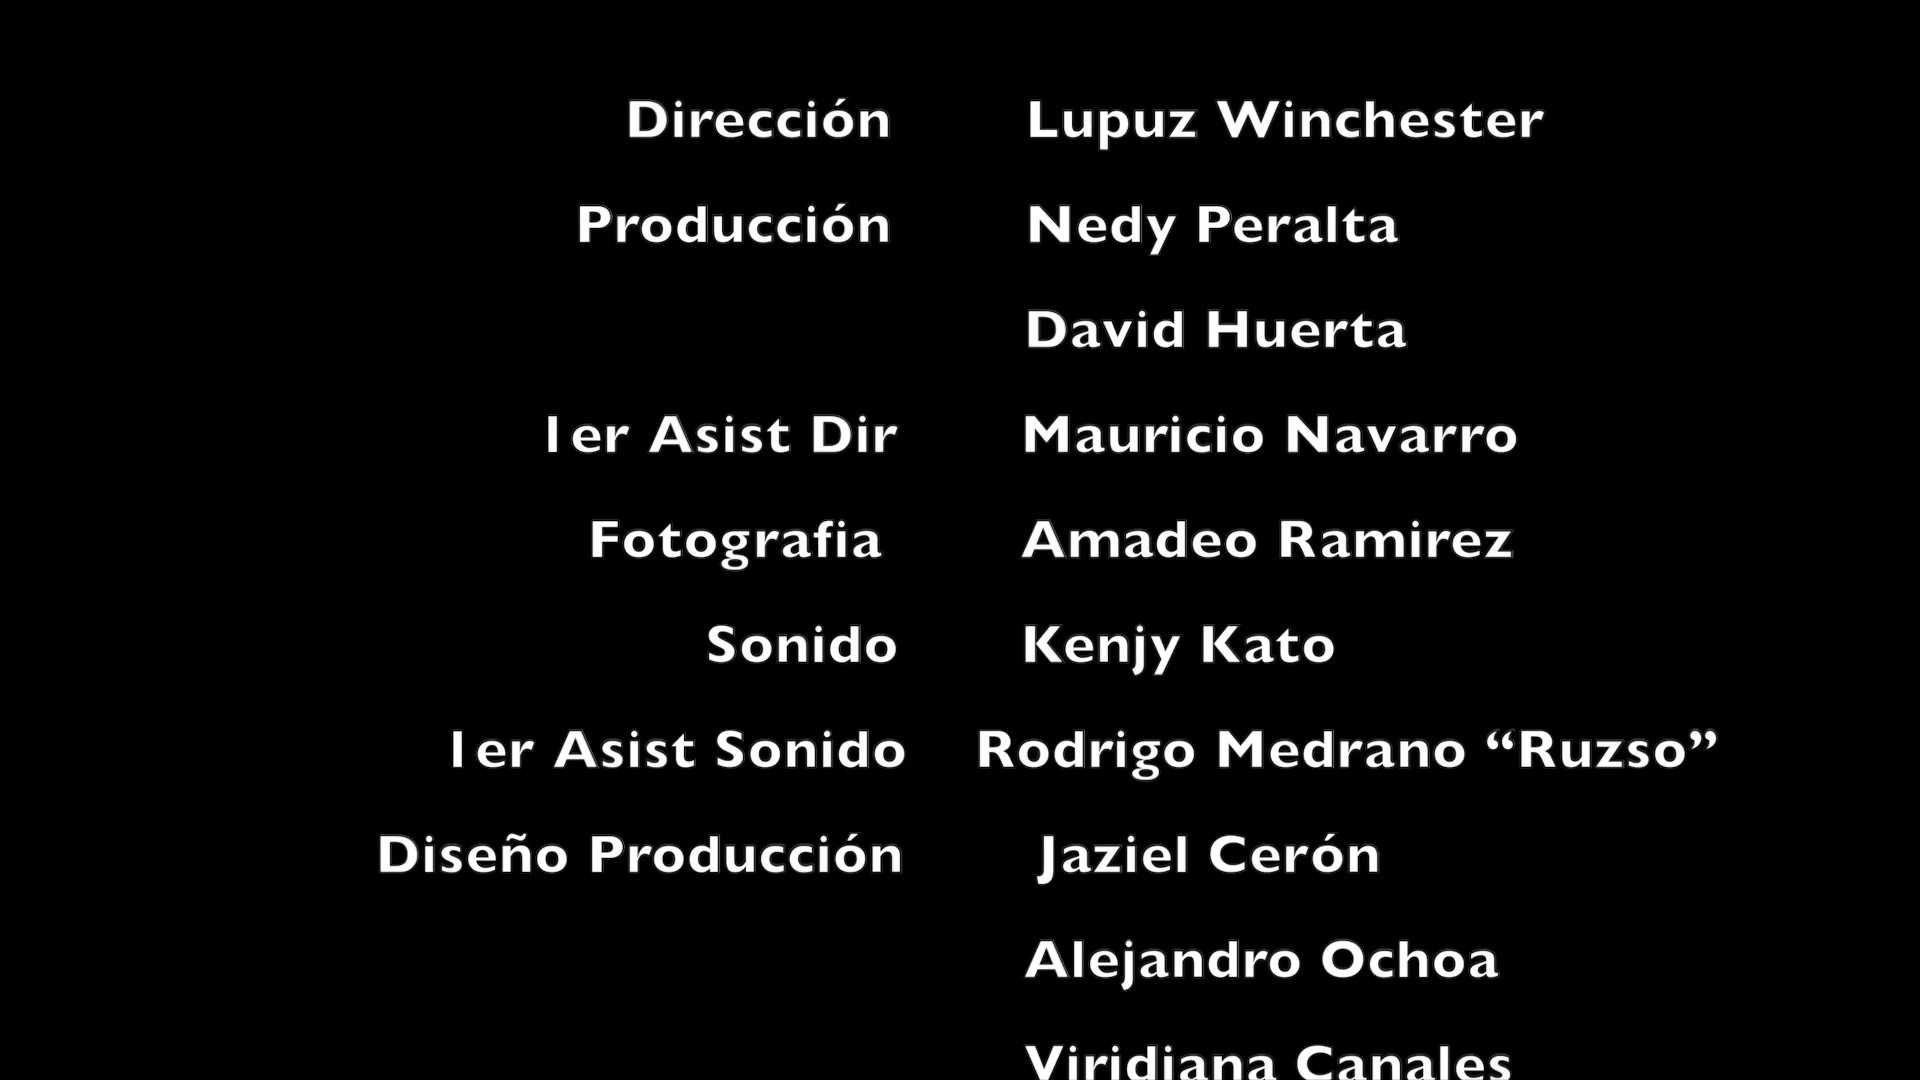 Dirección Lupuz Winchester
Producción Nedy Peralta
David Huerta
1er Asist Dir Mauricio Navarro
Fotografia Amadeo Ramirez
Sonido Kenjy Kato
1er Asist Sonido Rodrigo Medrano “Ruzso”
Diseño Producción Jaziel Cerón
Alejandro Ochoa
Viridiana Canales